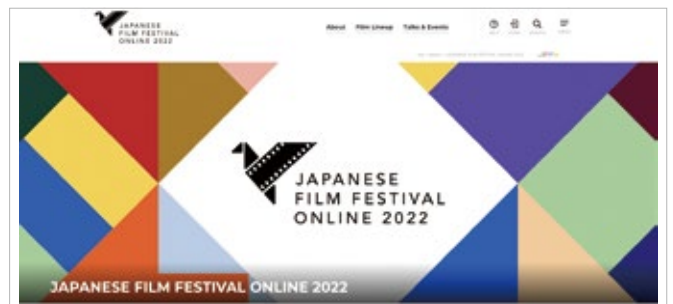 JAPANESE
FILM FESTIVAL
ONLINE 2022
About Film Lineup Talks & Events
JAPANESE
FILM FESTIVAL
ONLINE 2022
JAPANESE FILM FESTIVAL ONLINE 2022